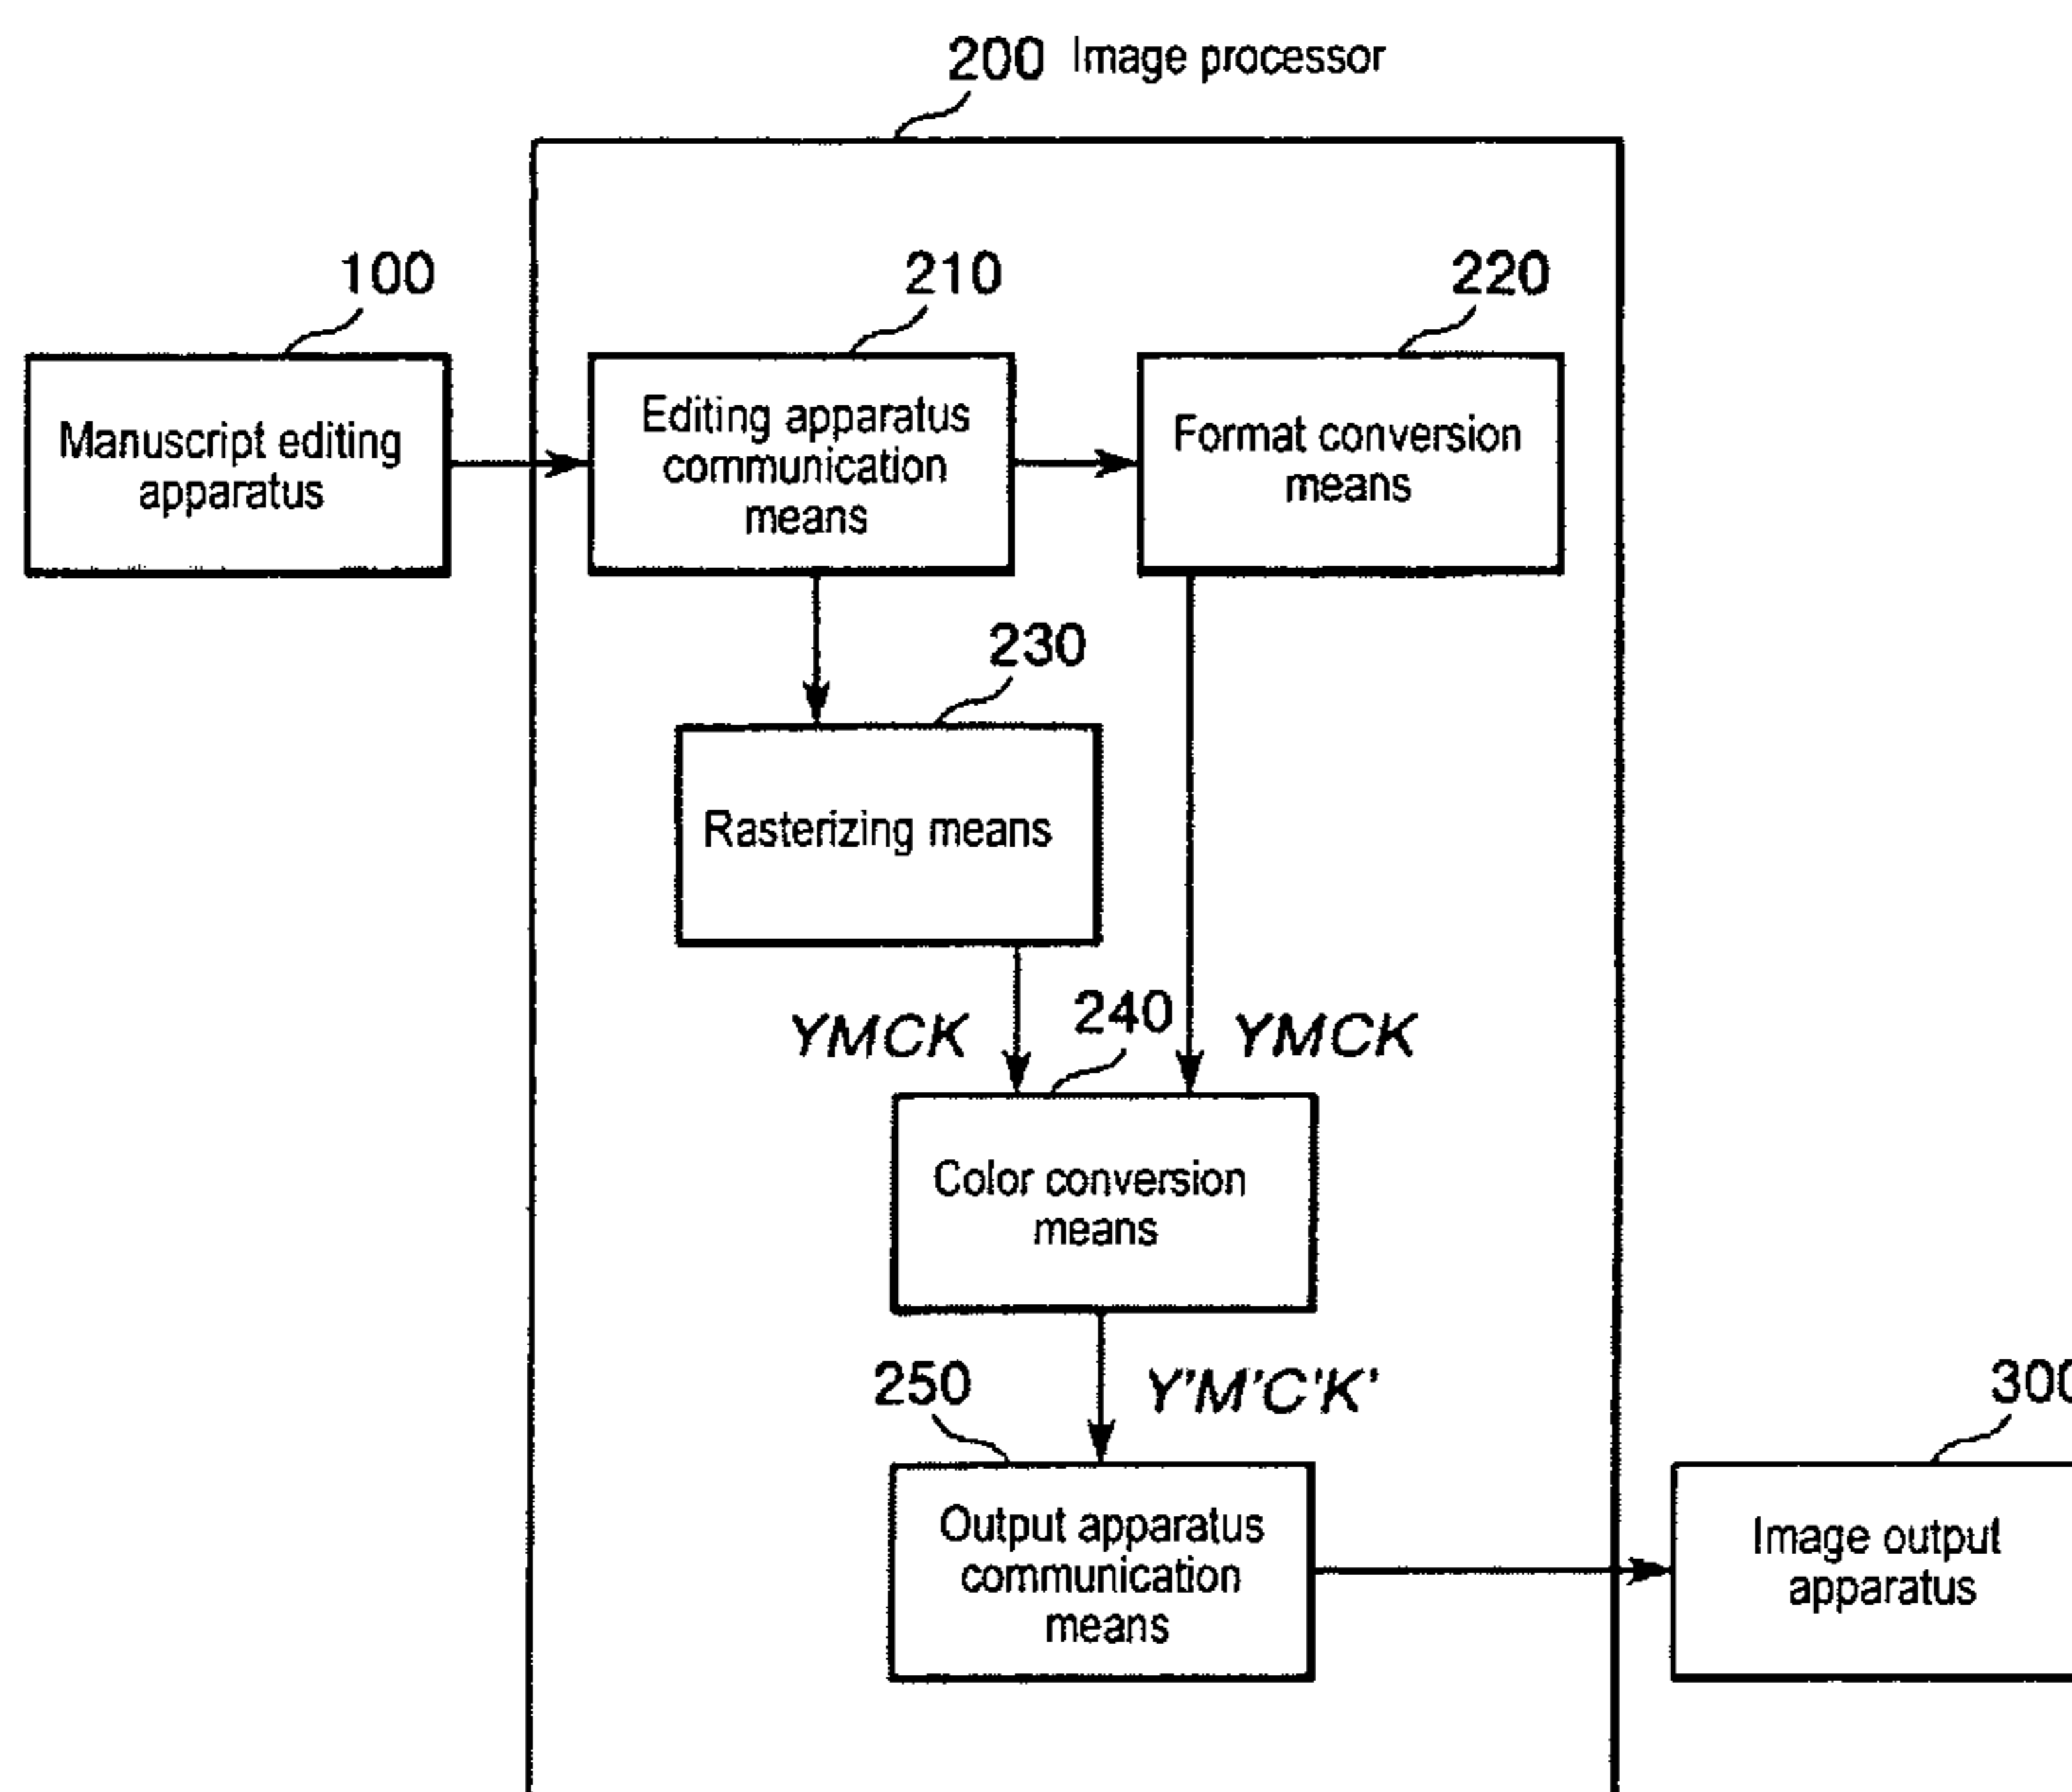 200 Image processor
100
210
220
Manuscript editing
apparatus
Editing apparatus
communication
means
Format conversion
means
230
Rasterizing means
YMCK
240
YMCK
Color conversion
means
250
Y'M'C'K'
300
Output apparatus
communication
means
Image output
apparatus